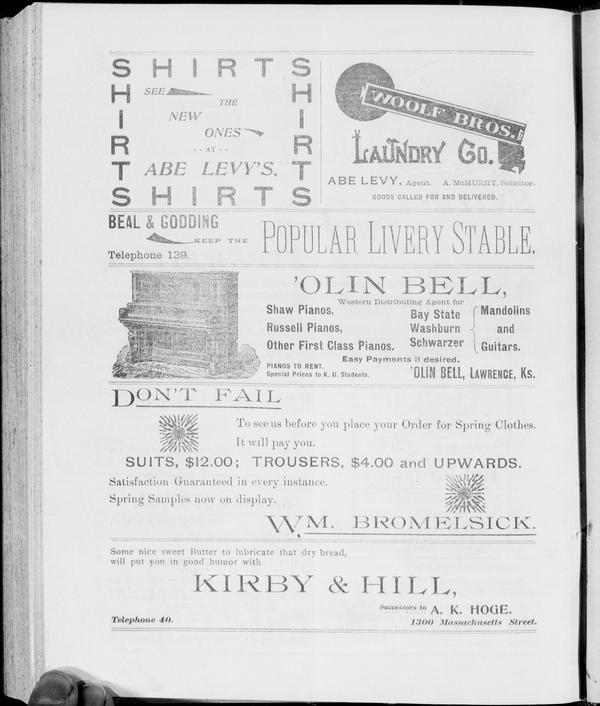 SHIRTS
SHIRTS
SHIRTS
SHIRTS
SEE
THE
NEW
ONES
--AT--
ABE LEVY'S,
WOOLF BROS.
LAUNDRY CO.
ABE LEVY, Agent. A. McMURRY, Solicitor.
GOODS CALLED FOR AND DELIVERED.
BEAL & GODDING
KEEP THE
POPULAR LIVERY STABLE.
Telephone 139.
'OLIN BELL,
Western Distributing Agent for
Shaw Pianos,
Russell Pianos,
Other First Class Pianos.
Bay State
Washburn
Schwarzer
Mandolins
and
Guitars.
Easy Payments if desired.
PIANOS TO RENT.
Special Prices to K. U. Students.
'OLIN BELL, LAWRENCE, KS.
DON'T FAIL
To see us before you place your Order for Spring Clothes.
It will pay you.
SUITS, $12.00; TROUSERS, $4.00 and UPWARDS.
Satisfaction Guaranteed in every instance.
Spring Samples now on display.
WM. BROMELSICK.
Some nice sweet Butter to lubricate that dry bread,
will put you in good humor with
KIRBY & HILL,
Successors to A. K. HOGE.
Telephone 40.
1300 Massachusetts Street.